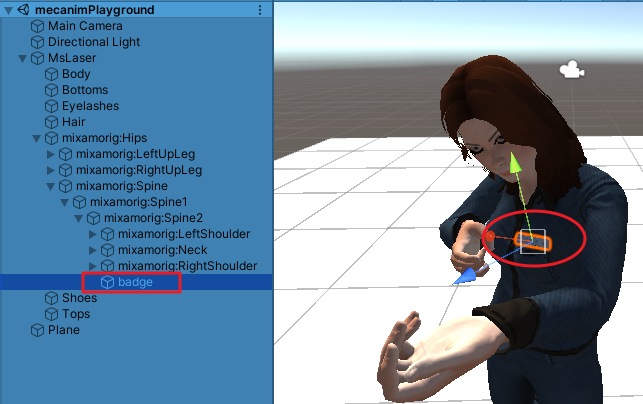 mecanimPlayground
Main Camera
Directional Light
MsLaser
Body
Bottoms
Eyelashes
Hair
mixamorig:Hips
mixamorig:LeftUpLeg
mixamorig:RightUpLeg
mixamorig:Spine
mixamorig:Spine1
mixamorig:Spine2
mixamorig:LeftShoulder
mixamorig:Neck
mixamorig:RightShoulder
badge
Shoes
Tops
Plane